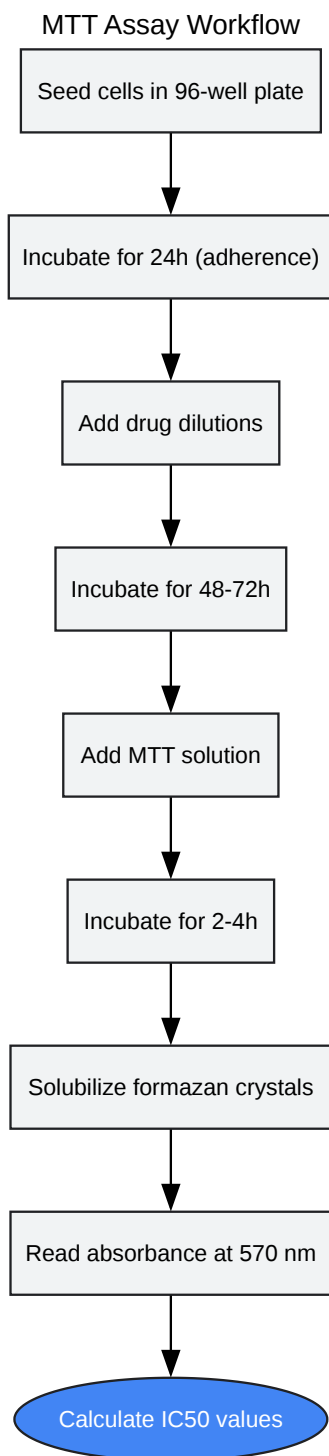 MTT Assay Workflow
Seed cells in 96-well plate
Incubate for 24h (adherence)
Add drug dilutions
Incubate for 48-72h
Add MTT solution
Incubate for 2-4h
Solubilize formazan crystals
Read absorbance at 570 nm
Calculate IC50 values